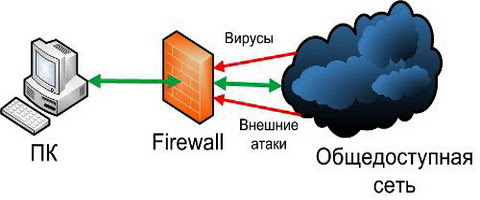 Вирусы
Внешние
атаки
ПК
Firewall
Общедоступная
сеть